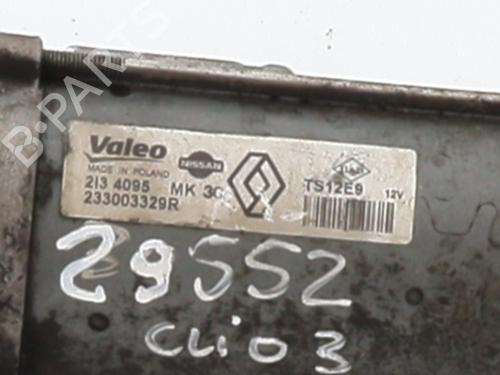 B-PARTS
Valeo
MADE IN POLAND
NISSAN
2I3 4095 MK 3C
TS12E9
12V
233003329R
29552
CLIO 3